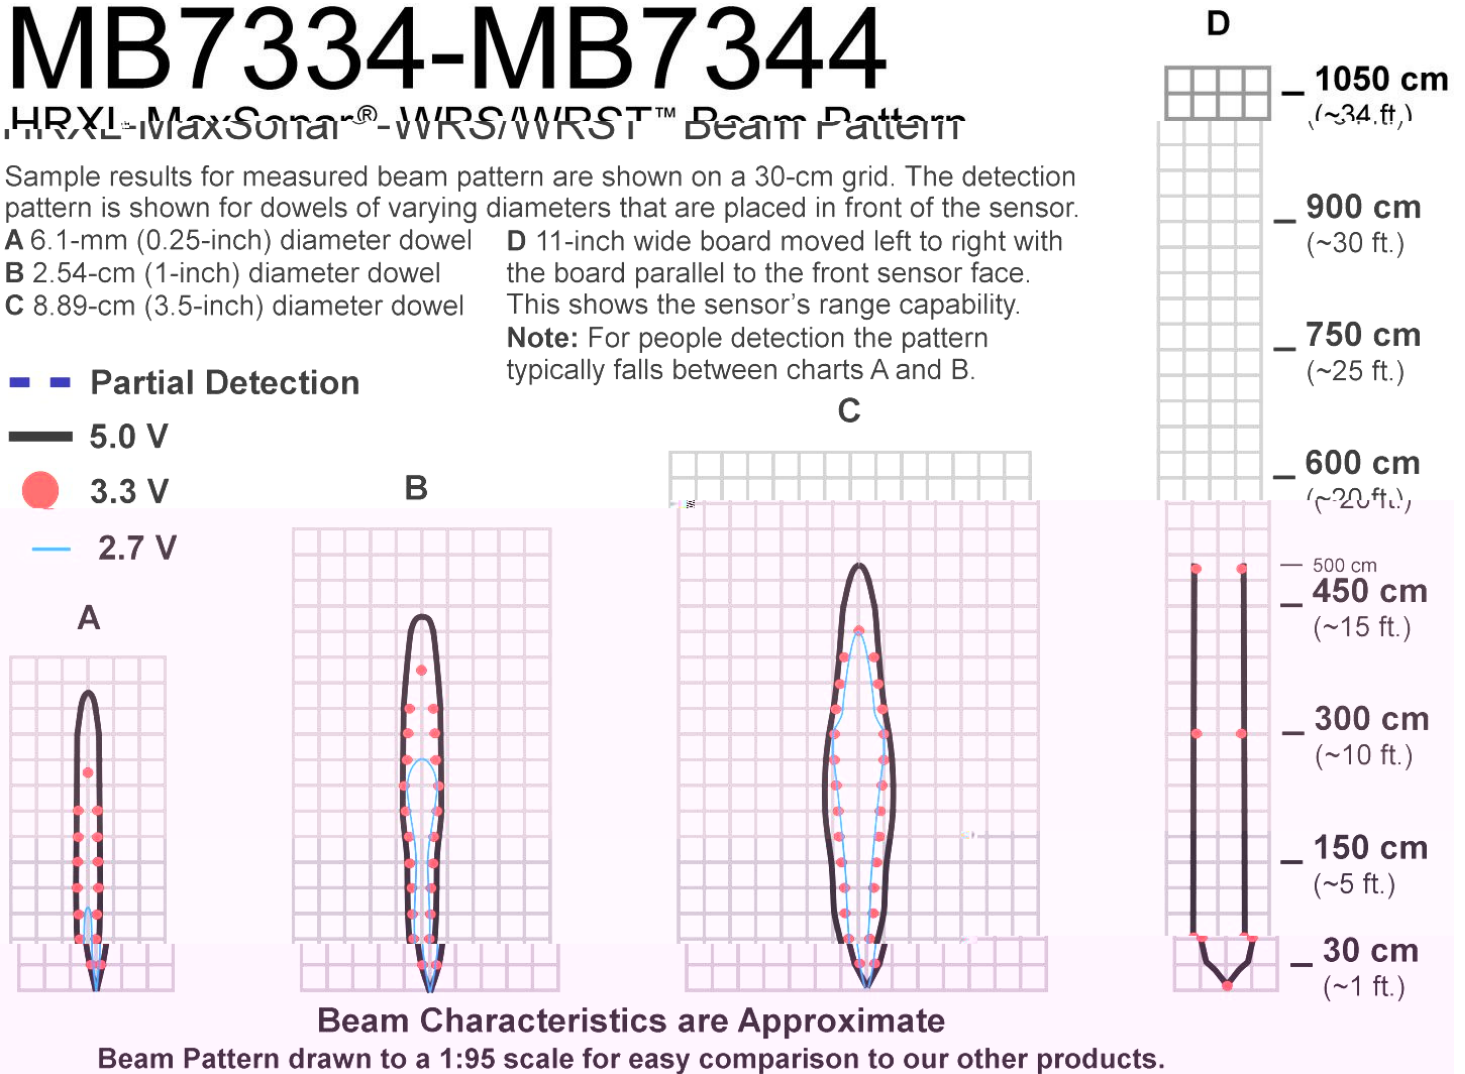 MB7334-MB7344
HRXL-MaxSonar®-WRS/WRST™ Beam Pattern
Sample results for measured beam pattern are shown on a 30-cm grid. The detection
pattern is shown for dowels of varying diameters that are placed in front of the sensor.
A 6.1-mm (0.25-inch) diameter dowel
B 2.54-cm (1-inch) diameter dowel
C 8.89-cm (3.5-inch) diameter dowel
D 11-inch wide board moved left to right with
the board parallel to the front sensor face.
This shows the sensor's range capability.
Note: For people detection the pattern
typically falls between charts A and B.
Partial Detection
5.0 V
3.3 V
2.7 V
A
B
C
D
1050 cm
(~34 ft.)
900 cm
(~30 ft.)
750 cm
(~25 ft.)
600 cm
(~20 ft.)
500 cm
450 cm
(~15 ft.)
300 cm
(~10 ft.)
150 cm
(~5 ft.)
30 cm
(~1 ft.)
Beam Characteristics are Approximate
Beam Pattern drawn to a 1:95 scale for easy comparison to our other products.